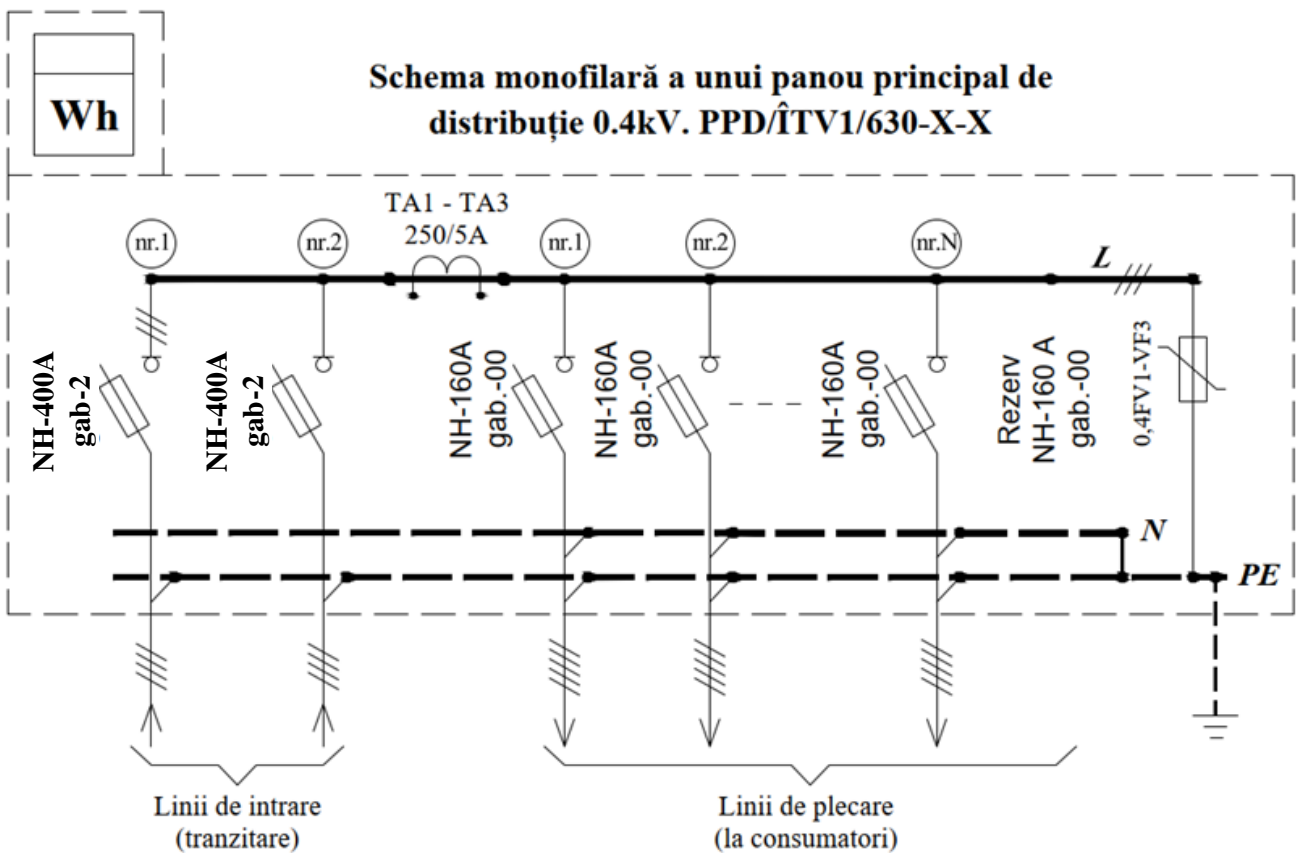 Wh
Schema monofilară a unui panou principal de
distribuție 0.4kV. PPD/ÎTV1/630-X-X
TA1 - TA3
250/5A
nr.1
nr.2
nr.1
nr.2
nr.N
L
NH-400A
gab-2
NH-400A
gab-2
NH-160A
gab.-00
NH-160A
gab.-00
NH-160A
gab.-00
Rezerv
NH-160 A
gab.-00
0,4FV1-VF3
N
PE
Linii de intrare
(tranzitare)
Linii de plecare
(la consumatori)